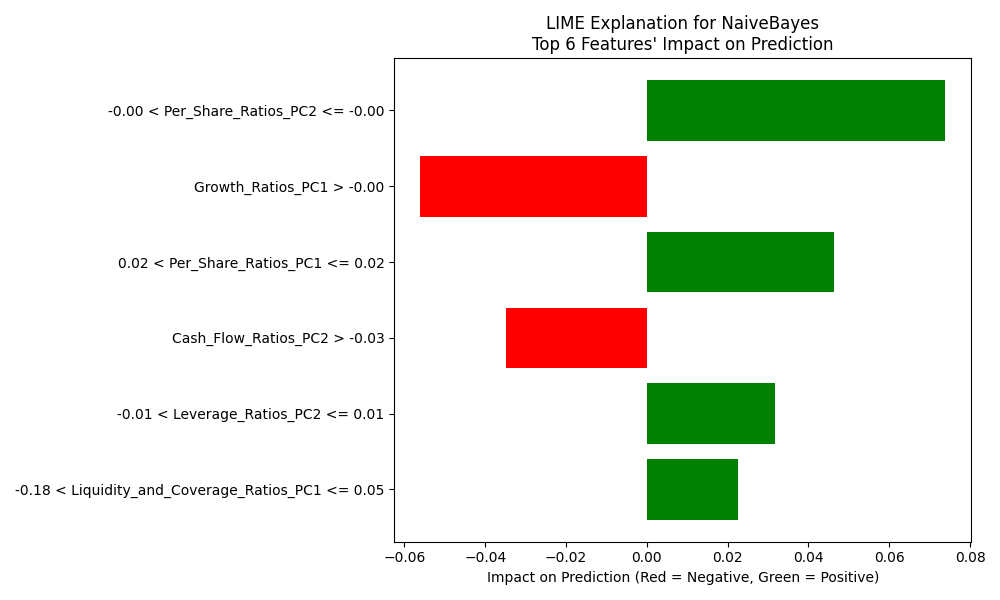 LIME Explanation for NaiveBayes
Top 6 Features' Impact on Prediction
-0.00 < Per_Share_Ratios_PC2 <= -0.00
Growth_Ratios_PC1 > -0.00
0.02 < Per_Share_Ratios_PC1 <= 0.02
Cash_Flow_Ratios_PC2 > -0.03
-0.01 < Leverage_Ratios_PC2 <= 0.01
-0.18 < Liquidity_and_Coverage_Ratios_PC1 <= 0.05
−0.06 −0.04 −0.02 0.00 0.02 0.04 0.06 0.08
Impact on Prediction (Red = Negative, Green = Positive)